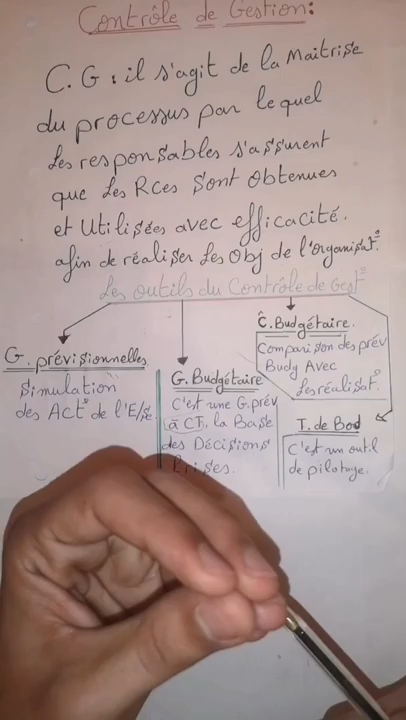 Contrôle de Gestion:
C.G: il s'agit de la Maitrise
du processus par le quel
Les responsables s'assurent
que Les Rces Sont Obtenues
et Utilisées avec efficacité.
afin de réaliser Les Obj de l'Organisat°.
Les outils du Contrôle de Gest°
G. prévisionnelles
Simulation
des Act° de l'E/se.
G. Budgétaire
C'est une G.prév
à CT, la Base
des Décisions
Prises.
C. Budgétaire.
Comparaison des prév
Budg Avec
Les réalisat°.
T. de Bod
C'est un outil
de pilotage.